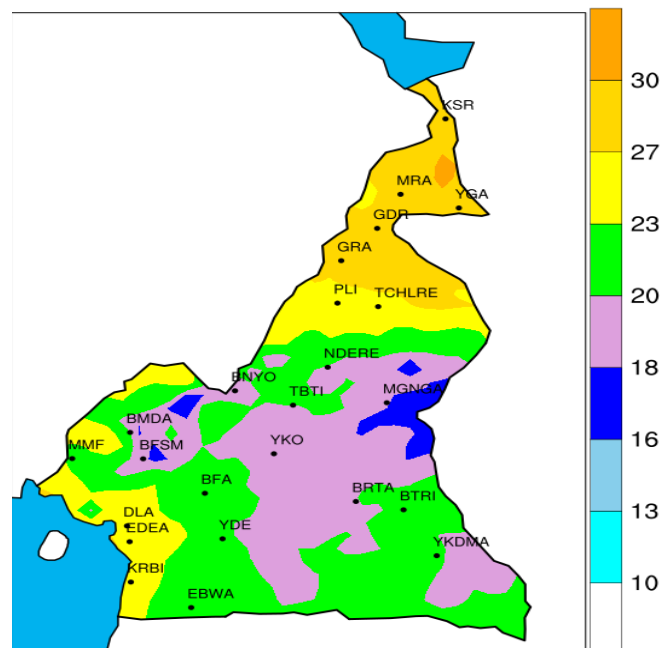 KSR
30
27
MRA
YGA
GDR
23
GRA
PLI
TCHLRE
20
NDERE
18
BNYO
TBTI
MGNGA
BMDA
16
MMF
BFSM
YKO
BFA
BRTA
BTRI
13
DLA
EDEA
YDE
YKDMA
10
KRBI
EBWA